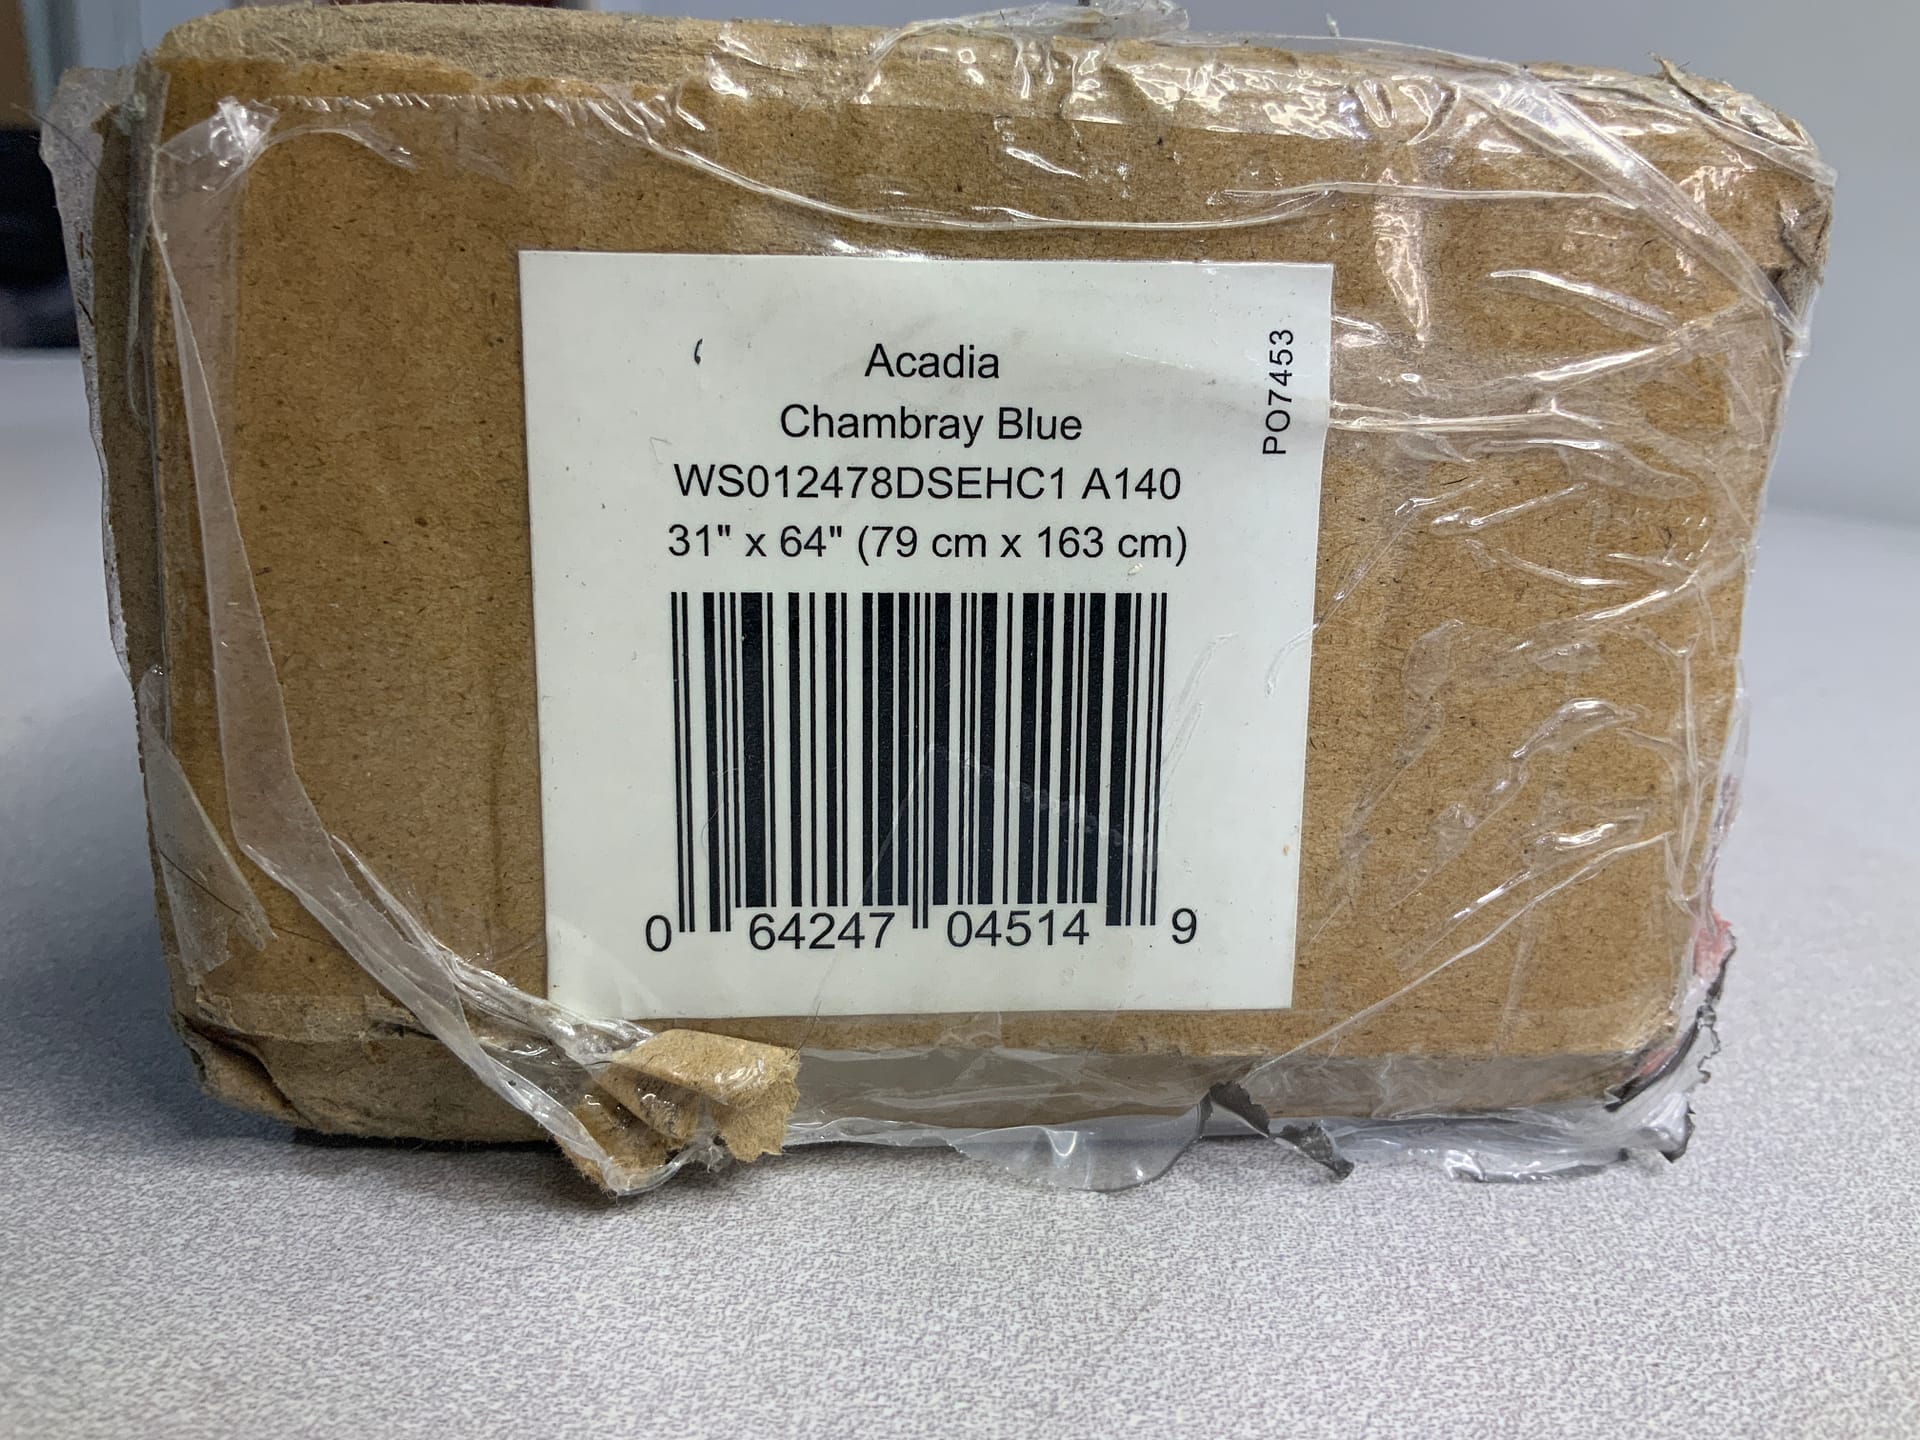 Acadia
Chambray Blue
WS012478DSEHC1 A140
31" x 64" (79 cm x 163 cm)
PO7453
0 64247 04514 9